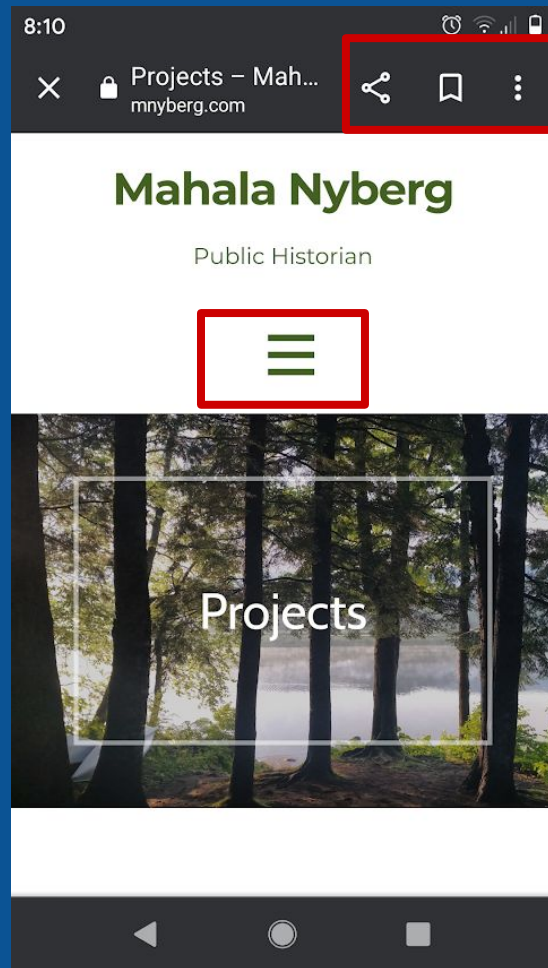 8:10
Projects – Mah...
mnyberg.com
Mahala Nyberg
Public Historian
Projects